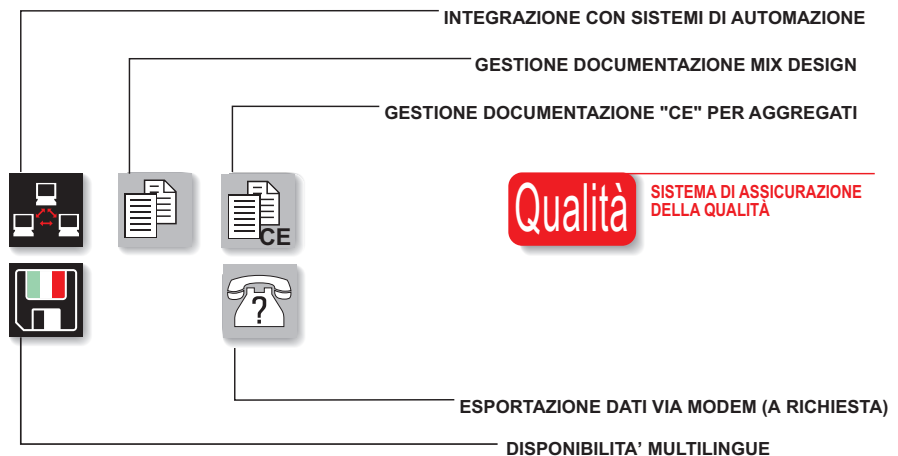 INTEGRAZIONE CON SISTEMI DI AUTOMAZIONE
GESTIONE DOCUMENTAZIONE MIX DESIGN
GESTIONE DOCUMENTAZIONE "CE" PER AGGREGATI
CE
Qualità
SISTEMA DI ASSICURAZIONE
DELLA QUALITÀ
?
ESPORTAZIONE DATI VIA MODEM (A RICHIESTA)
DISPONIBILITA’ MULTILINGUE